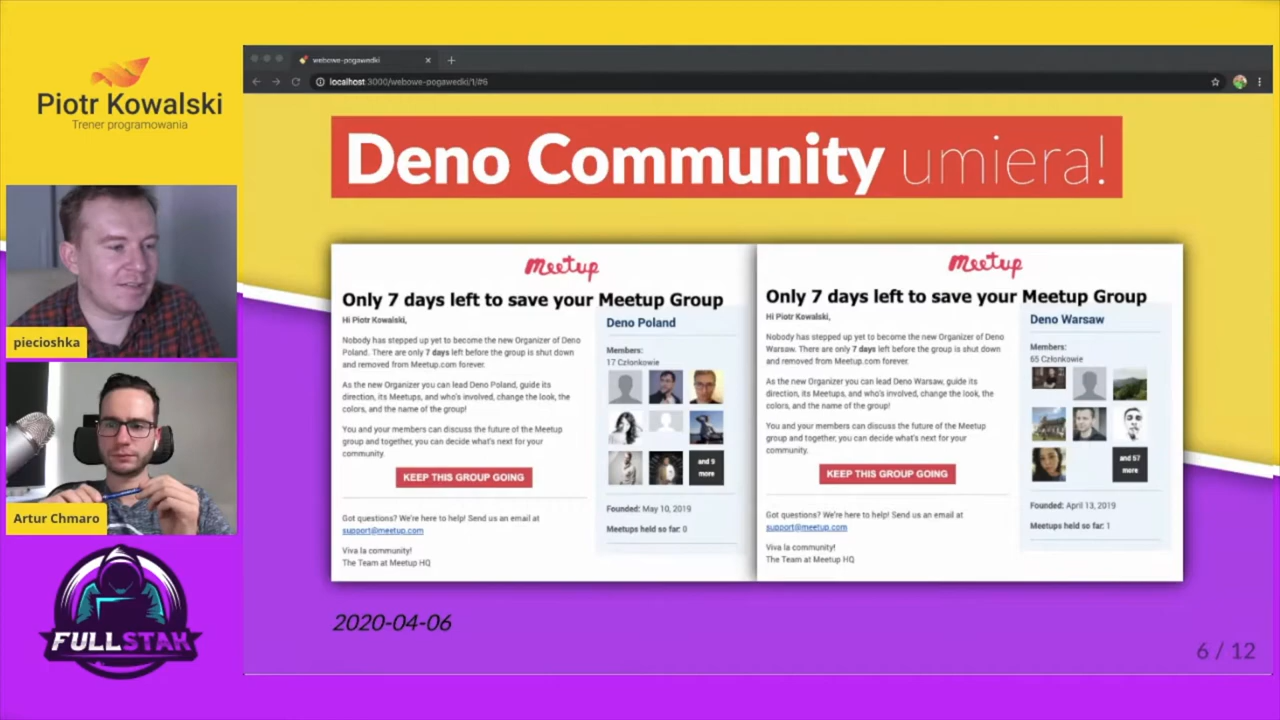 Piotr Kowalski
Trener programowania
piecioshka
Artur Chmaro
FULLSTAK
webowe-pogawedki
localhost:3000/webowe-pogawedki/1/#6
Deno Community umiera!
Meetup
Only 7 days left to save your Meetup Group
Hi Piotr Kowalski,
Nobody has stepped up yet to become the new Organizer of Deno
Poland. There are only 7 days left before the group is shut down
and removed from Meetup.com forever.
As the new Organizer you can lead Deno Poland, guide its
direction, its Meetups, and who's involved, change the look, the
colors, and the name of the group!
You and your members can discuss the future of the Meetup
group and together, you can decide what's next for your
community.
KEEP THIS GROUP GOING
Got questions? We're here to help! Send us an email at
support@meetup.com
Viva la community!
The Team at Meetup HQ
Deno Poland
Members:
17 Członkowie
and 9
more
Founded: May 10, 2019
Meetups held so far: 0
Meetup
Only 7 days left to save your Meetup Group
Hi Piotr Kowalski,
Nobody has stepped up yet to become the new Organizer of Deno
Warsaw. There are only 7 days left before the group is shut down
and removed from Meetup.com forever.
As the new Organizer you can lead Deno Warsaw, guide its
direction, its Meetups, and who's involved, change the look, the
colors, and the name of the group!
You and your members can discuss the future of the Meetup
group and together, you can decide what's next for your
community.
KEEP THIS GROUP GOING
Got questions? We're here to help! Send us an email at
support@meetup.com
Viva la community!
The Team at Meetup HQ
Deno Warsaw
Members:
65 Członkowie
and 57
more
Founded: April 13, 2019
Meetups held so far: 1
2020-04-06
6 / 12